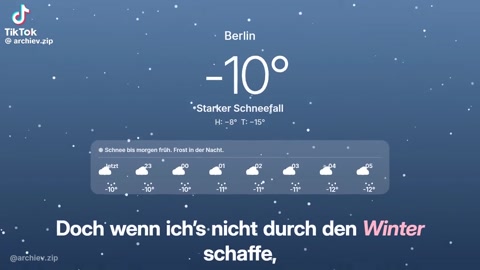 TikTok
@ archiev.zip
Berlin
-10°
Starker Schneefall
H: -8° T: -15°
Schnee bis morgen früh. Frost in der Nacht.
Jetzt 23 00 01 02 03 04 05
-10° -10° -10° -11° -11° -11° -12° -12°
Doch wenn ich's nicht durch den Winter
schaffe,
@archiev.zip